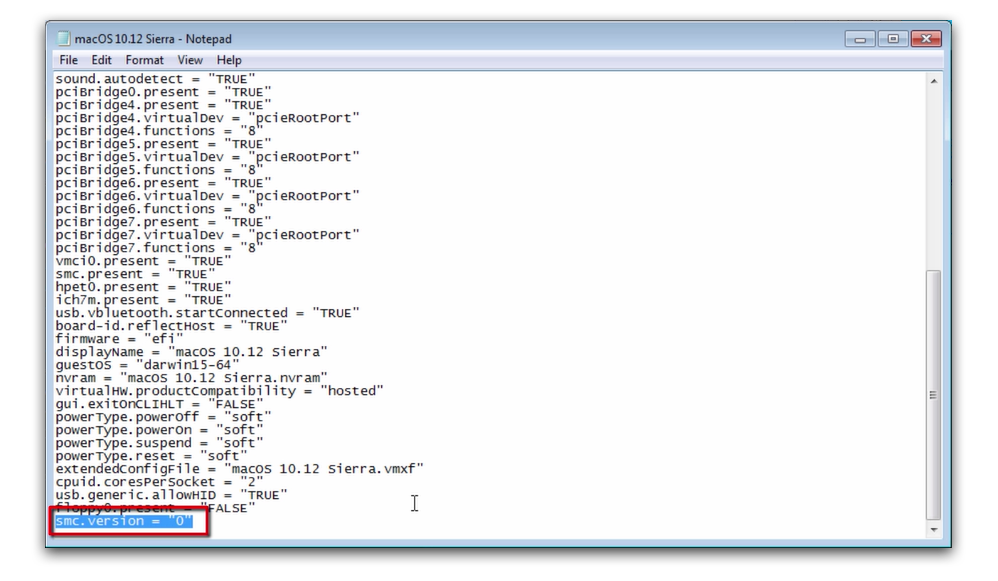 macOS 10.12 Sierra - Notepad
File Edit Format View Help
sound.autodetect = "TRUE"
pciBridge0.present = "TRUE"
pciBridge4.present = "TRUE"
pciBridge4.virtualDev = "pcieRootPort"
pciBridge4.functions = "8"
pciBridge5.present = "TRUE"
pciBridge5.virtualDev = "pcieRootPort"
pciBridge5.functions = "8"
pciBridge6.present = "TRUE"
pciBridge6.virtualDev = "pcieRootPort"
pciBridge6.functions = "8"
pciBridge7.present = "TRUE"
pciBridge7.virtualDev = "pcieRootPort"
pciBridge7.functions = "8"
vmci0.present = "TRUE"
smc.present = "TRUE"
hpet0.present = "TRUE"
ich7m.present = "TRUE"
usb.vbluetooth.startConnected = "TRUE"
board-id.reflectHost = "TRUE"
firmware = "efi"
displayName = "macOS 10.12 Sierra"
guestOS = "darwin15-64"
nvram = "macOS 10.12 Sierra.nvram"
virtualHW.productCompatibility = "hosted"
gui.exitOnCLIHLT = "FALSE"
powerType.powerOff = "soft"
powerType.powerOn = "soft"
powerType.suspend = "soft"
powerType.reset = "soft"
extendedConfigFile = "macOS 10.12 Sierra.vmxf"
cpuid.coresPerSocket = "2"
usb.generic.allowHID = "TRUE"
floppy0.present = "FALSE"
smc.version = "0"